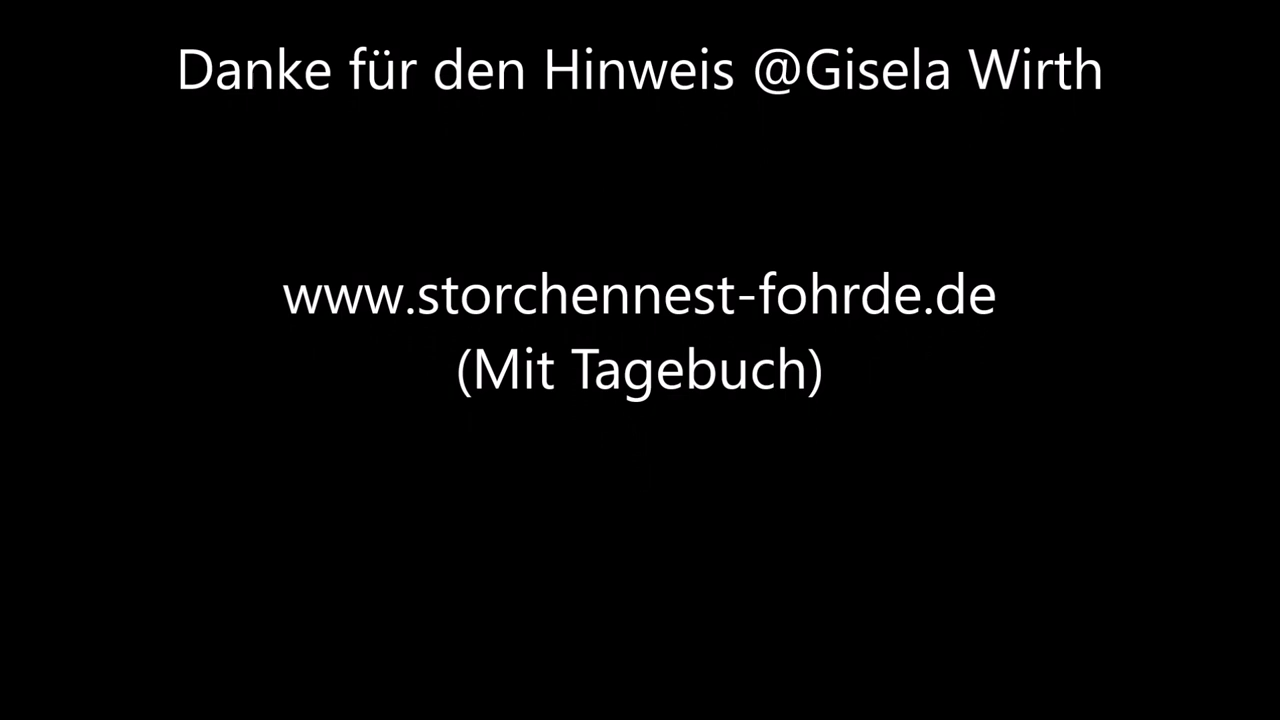 Danke für den Hinweis @Gisela Wirth
www.storchennest-fohrde.de
(Mit Tagebuch)